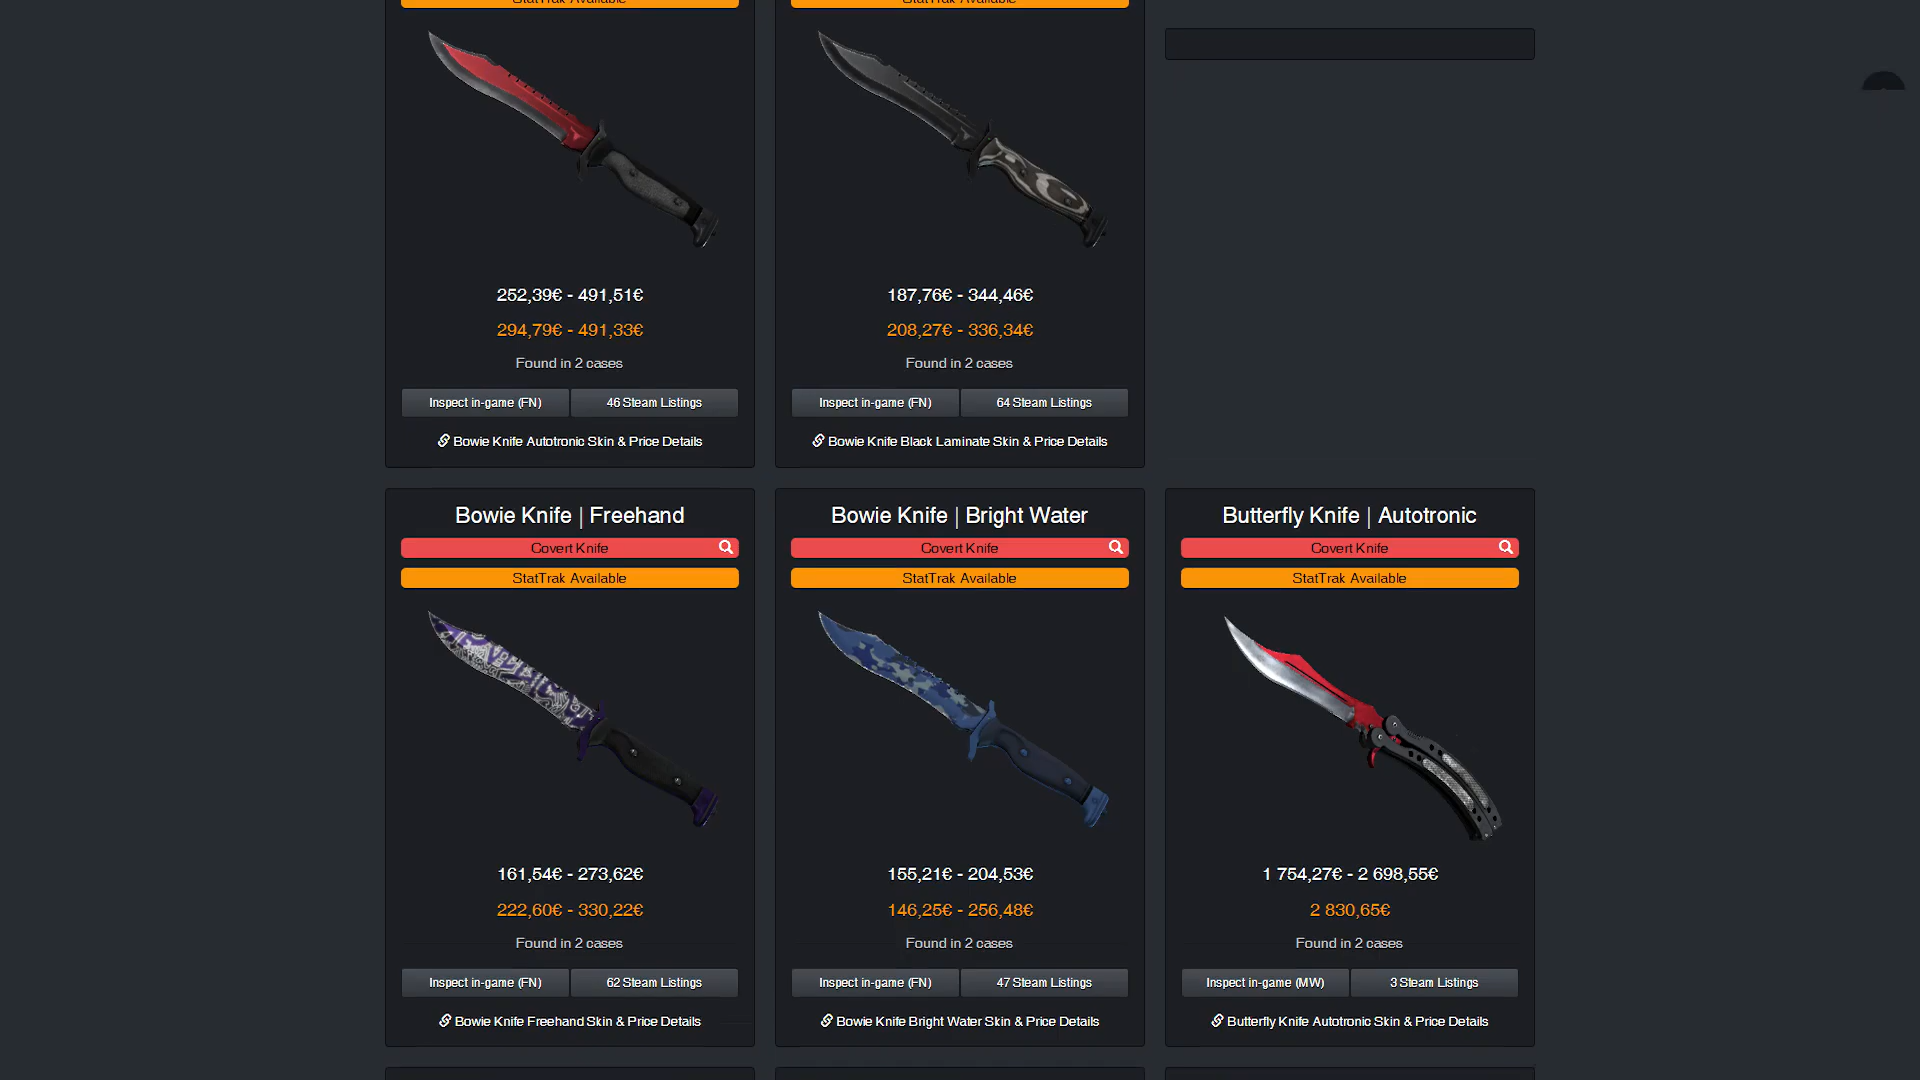 StatTrak Available
StatTrak Available
252,39€ - 491,51€
294,79€ - 491,33€
Found in 2 cases
Inspect in-game (FN)
46 Steam Listings
Bowie Knife Autotronic Skin & Price Details
187,76€ - 344,46€
208,27€ - 336,34€
Found in 2 cases
Inspect in-game (FN)
64 Steam Listings
Bowie Knife Black Laminate Skin & Price Details
Bowie Knife | Freehand
Covert Knife
StatTrak Available
161,54€ - 273,62€
222,60€ - 330,22€
Found in 2 cases
Inspect in-game (FN)
62 Steam Listings
Bowie Knife Freehand Skin & Price Details
Bowie Knife | Bright Water
Covert Knife
StatTrak Available
155,21€ - 204,53€
146,25€ - 256,48€
Found in 2 cases
Inspect in-game (FN)
47 Steam Listings
Bowie Knife Bright Water Skin & Price Details
Butterfly Knife | Autotronic
Covert Knife
StatTrak Available
1 754,27€ - 2 698,55€
2 830,65€
Found in 2 cases
Inspect in-game (MW)
3 Steam Listings
Butterfly Knife Autotronic Skin & Price Details